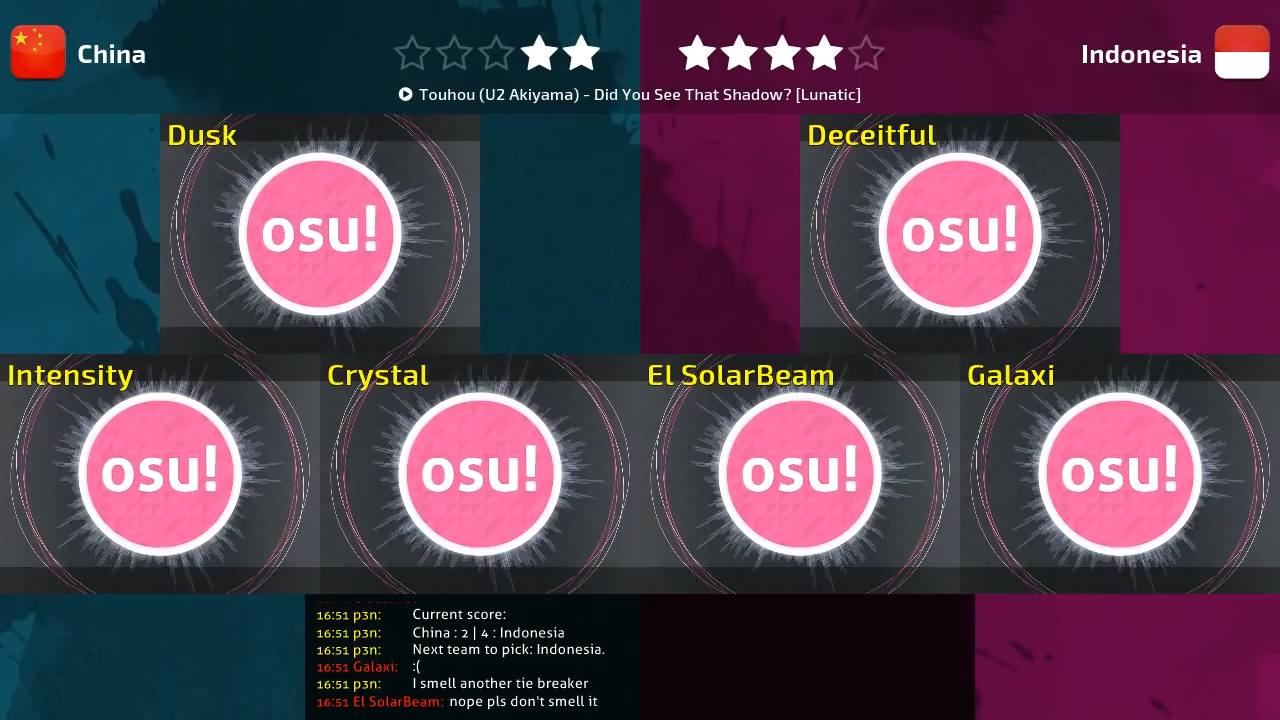 China
Indonesia
Touhou (U2 Akiyama) - Did You See That Shadow? [Lunatic]
Dusk
Deceitful
osu!
osu!
Intensity
Crystal
El SolarBeam
Galaxi
osu!
osu!
osu!
osu!
16:51 p3n: Current score:
16:51 p3n: China : 2 | 4 : Indonesia
16:51 p3n: Next team to pick: Indonesia.
16:51 Galaxi: :(
16:51 p3n: I smell another tie breaker
16:51 El SolarBeam: nope pls don't smell it